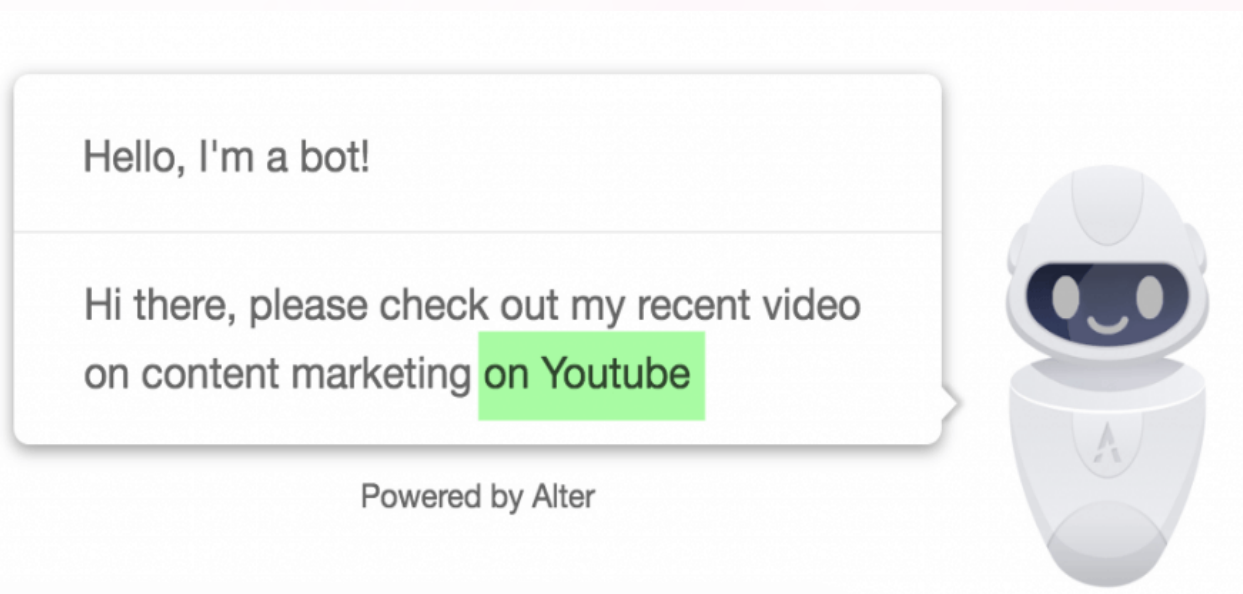 Hello, I'm a bot!
Hi there, please check out my recent video
on content marketing on Youtube
Powered by Alter